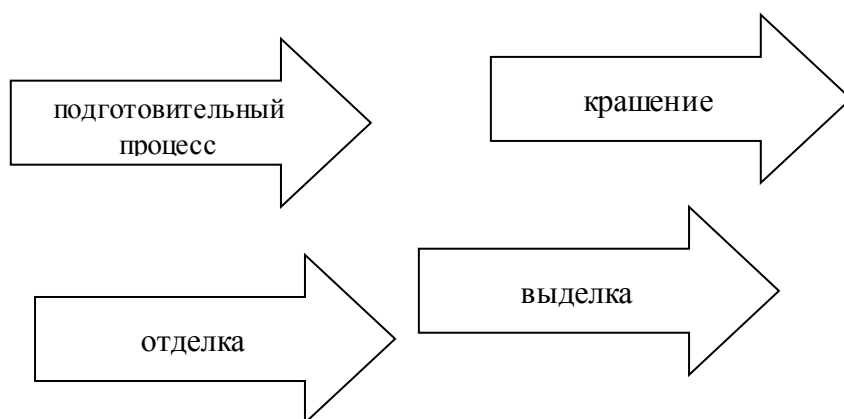 подготовительный
процесс
крашение
отделка
выделка